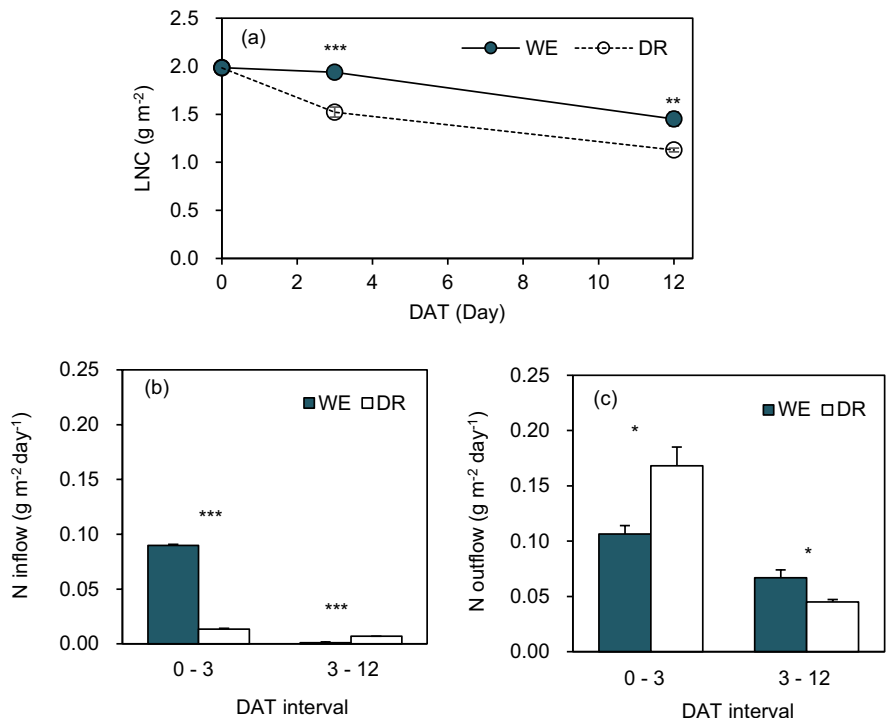 (a)
WE
DR
***
**
2.5
2.0
1.5
1.0
0.5
0.0
LNC (g m⁻²)
0 2 4 6 8 10 12
DAT (Day)
(b)
WE DR
0.25
0.20
0.15
0.10
0.05
0.00
N inflow (g m⁻² day⁻¹)
***
***
0 - 3 3 - 12
DAT interval
(c)
WE DR
0.25
0.20
0.15
0.10
0.05
0.00
N outflow (g m⁻² day⁻¹)
*
*
0 - 3 3 - 12
DAT interval